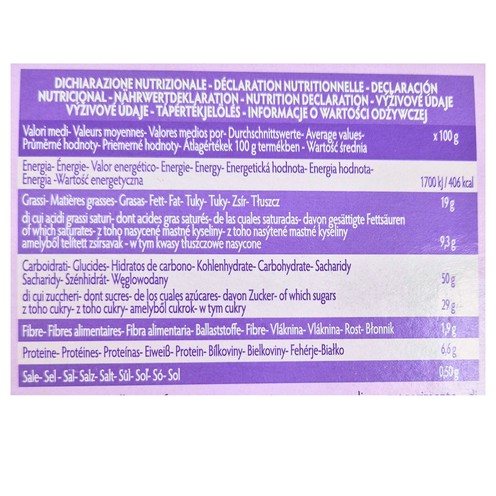 DICHIARAZIONE NUTRIZIONALE - DÉCLARATION NUTRITIONNELLE - DECLARACIÓN
NUTRICIONAL - NÄHRWERTDEKLARATION - NUTRITION DECLARATION - VÝŽIVOVÉ ÚDAJE
VÝŽIVOVÉ ÚDAJE - TÁPÉRTÉKJELÖLÉS - INFORMACJE O WARTOŚCI ODŻYWCZEJ
Valori medi- Valeurs moyennes- Valores medios por- Durchschnittswerte- Average values-
Průměrné hodnoty- Priemerné hodnoty- Átlagértékek 100 g termékben - Wartość średnia x 100 g
Energia- Énergie- Valor energético- Energie- Energy- Energetická hodnota- Energia hodnota-
Energia -Wartość energetyczna 1700 kj / 406 kcal
Grassi- Matières grasses- Grasas- Fett- Fat- Tuky- Tuky- Zsír- Tłuszcz 19 g
di cui acidi grassi saturi- dont acides gras saturés- de las cuales saturadas- davon gesättigte Fettsäuren
of which saturates- z toho nasycené mastné kyseliny- z toho nasýtené mastné kyseliny
amelyből telített zsírsavak - w tym kwasy tłuszczowe nasycone 9,3 g
Carboidrati- Glucides- Hidratos de carbono- Kohlenhydrate- Carbohydrate- Sacharidy
Sacharidy- Szénhidrát- Węglowodany 50 g
di cui zuccheri- dont sucres- de los cuales azúcares- davon Zucker- of which sugars
z toho cukry- z toho cukry- amelyből cukrok- w tym cukry 29 g
Fibre- Fibres alimentaires- Fibra alimentaria- Ballaststoffe- Fibre- Vláknina- Vláknina- Rost- Błonnik 1,9 g
Proteine- Protéines- Proteínas- Eiweiß- Protein- Bílkoviny- Bielkoviny- Fehérje-Białko 6,6 g
Sale- Sel - Sal- Salz- Salt- Sůl- Soľ- Só- Sól 0,50 g